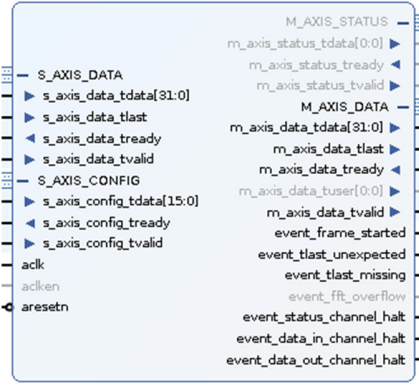 S_AXIS_DATA
s_axis_data_tdata[31:0]
s_axis_data_tlast
s_axis_data_tready
s_axis_data_tvalid
S_AXIS_CONFIG
s_axis_config_tdata[15:0]
s_axis_config_tready
s_axis_config_tvalid
aclk
aclken
aresetn
M_AXIS_STATUS
m_axis_status_tdata[0:0]
m_axis_status_tready
m_axis_status_tvalid
M_AXIS_DATA
m_axis_data_tdata[31:0]
m_axis_data_tlast
m_axis_data_tready
m_axis_data_tuser[0:0]
m_axis_data_tvalid
event_frame_started
event_tlast_unexpected
event_tlast_missing
event_fft_overflow
event_status_channel_halt
event_data_in_channel_halt
event_data_out_channel_halt